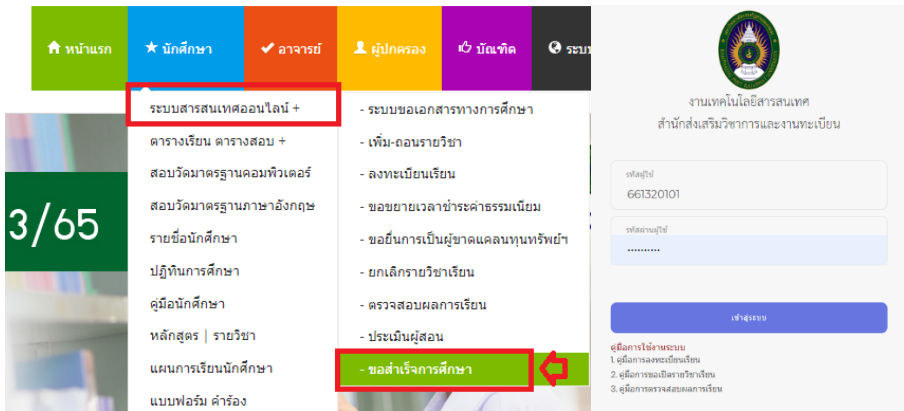 หน้าแรก
นักศึกษา
อาจารย์
ผู้ปกครอง
บัณฑิต
ระบบ
ระบบสารสนเทศออนไลน์ +
ตารางเรียน ตารางสอบ +
สอบวัดมาตรฐานคอมพิวเตอร์
สอบวัดมาตรฐานภาษาอังกฤษ
รายชื่อนักศึกษา
ปฏิทินการศึกษา
คู่มือนักศึกษา
หลักสูตร | รายวิชา
แผนการเรียนนักศึกษา
แบบฟอร์ม คำร้อง
- ระบบขอเอกสารทางการศึกษา
- เพิ่ม-ถอนรายวิชา
- ลงทะเบียนเรียน
- ขอขยายเวลาชำระค่าธรรมเนียม
- ขอยื่นการเป็นผู้ขาดแคลนทุนทรัพย์ฯ
- ยกเลิกรายวิชาเรียน
- ตรวจสอบผลการเรียน
- ประเมินผู้สอน
- ขอสำเร็จการศึกษา
3/65
งานเทคโนโลยีสารสนเทศ
สำนักส่งเสริมวิชาการและงานทะเบียน
รหัสผู้ใช้
661320101
รหัสผ่านผู้ใช้
เข้าสู่ระบบ
คู่มือการใช้งานระบบ
1. คู่มือการลงทะเบียนเรียน
2. คู่มือการขอเปิดรายวิชาเรียน
3. คู่มือการตรวจสอบผลการเรียน